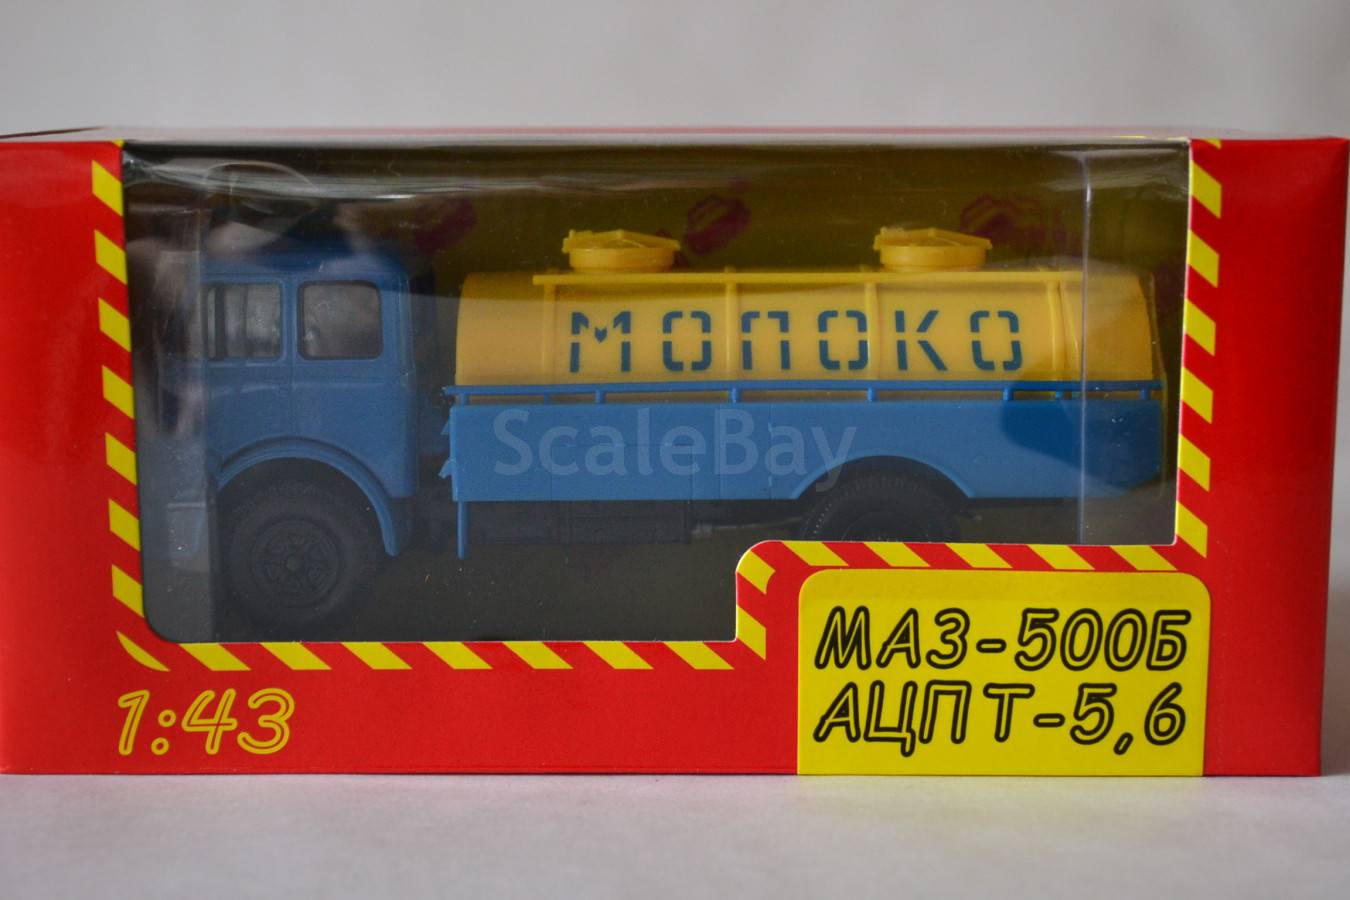 МОЛОКО
ScaleBay
МАЗ-500Б
АЦПТ-5,6
1:43